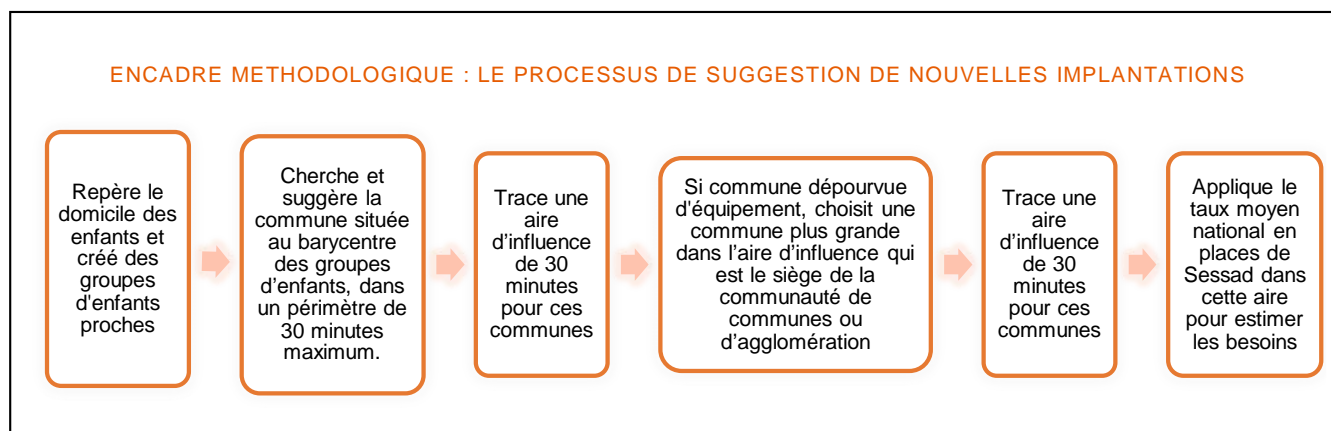 ENCADRE METHODOLOGIQUE : LE PROCESSUS DE SUGGESTION DE NOUVELLES IMPLANTATIONS
Repère le
domicile des
enfants et
créé des
groupes
d'enfants
proches
Cherche et
suggère la
commune située
au barycentre
des groupes
d'enfants, dans
un périmètre de
30 minutes
maximum.
Trace une
aire
d'influence
de 30
minutes
pour ces
communes
Si commune dépourvue
d'équipement, choisit une
commune plus grande
dans l'aire d'influence qui
est le siège de la
communauté de
communes ou
d'agglomération
Trace une
aire
d'influence
de 30
minutes
pour ces
communes
Applique le
taux moyen
national en
places de
Sessad dans
cette aire
pour estimer
les besoins